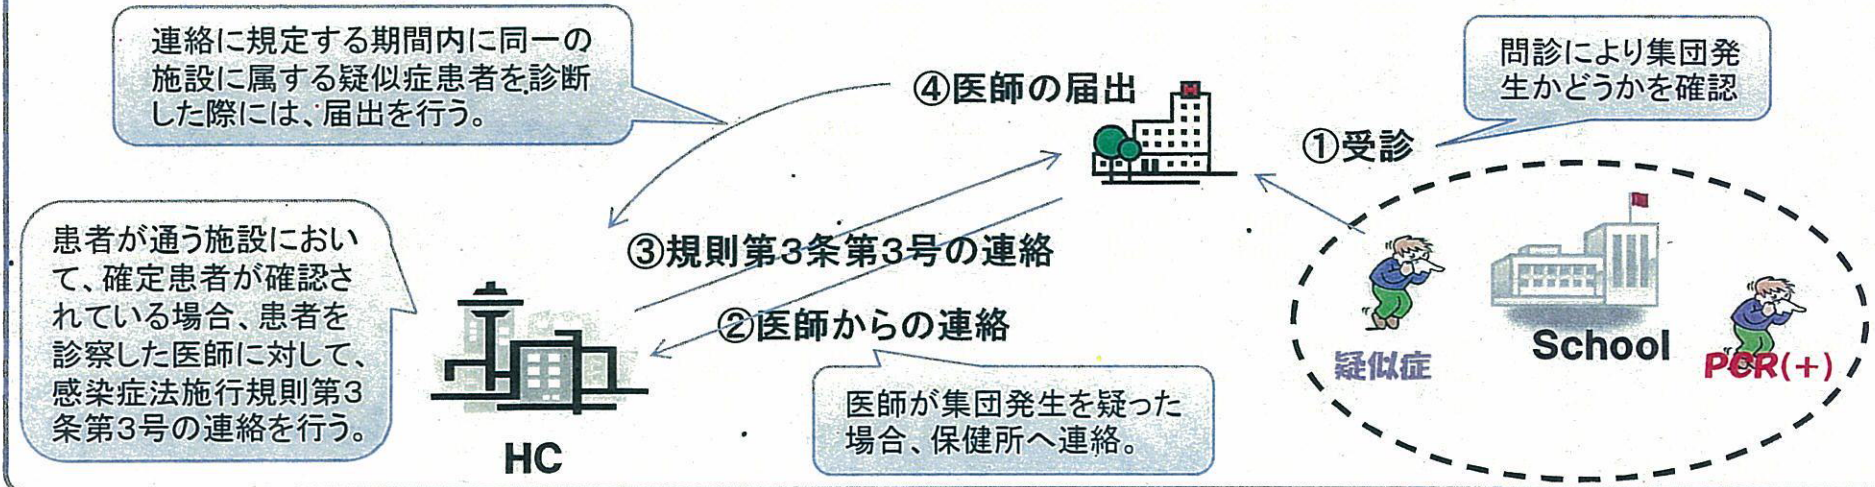 連絡に規定する期間内に同一の
施設に属する疑似症患者を診断
した際には、届出を行う。
④医師の届出
問診により集団発
生かどうかを確認
①受診
患者が通う施設におい
て、確定患者が確認さ
れている場合、患者を
診察した医師に対して、
感染症法施行規則第3
条第3号の連絡を行う。
③規則第3条第3号の連絡
②医師からの連絡
医師が集団発生を疑った
場合、保健所へ連絡。
HC
H
疑似症
School
PCR(+)